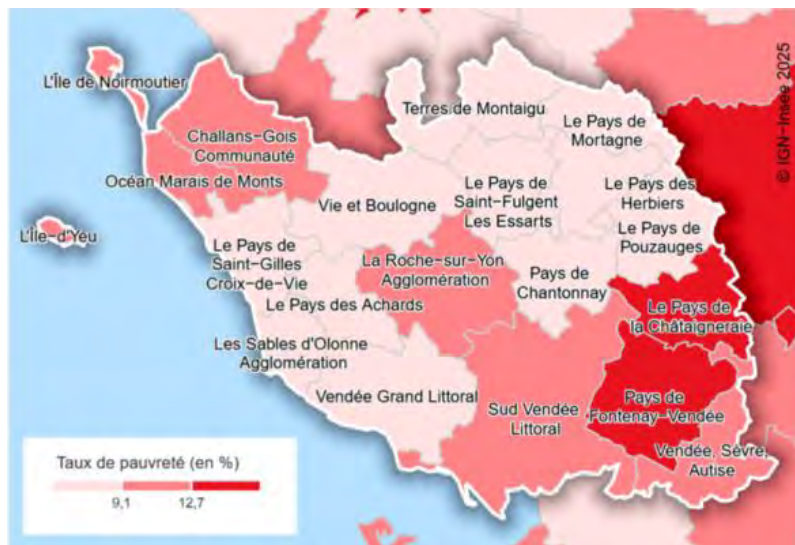 © IGN-Insee 2025
L'Île de Noirmoutier
Terres de Montaigu
Le Pays de
Mortagne
Challans-Gois
Communauté
Océan Marais de Monts
Le Pays de
Saint-Fulgent
Les Essarts
Le Pays des
Herbiers
Vie et Boulogne
L'Île-d'Yeu
Le Pays de
Pouzauges
Le Pays de
Saint-Gilles
Croix-de-Vie
La Roche-sur-Yon
Agglomération
Pays de
Chantonnay
Le Pays des Achards
Le Pays de
la Châtaigneraie
Les Sables d'Olonne
Agglomération
Vendée Grand Littoral
Sud Vendée
Littoral
Pays de
Fontenay-Vendée
Vendée, Sèvre,
Autise
Taux de pauvreté (en %)
9,1 12,7